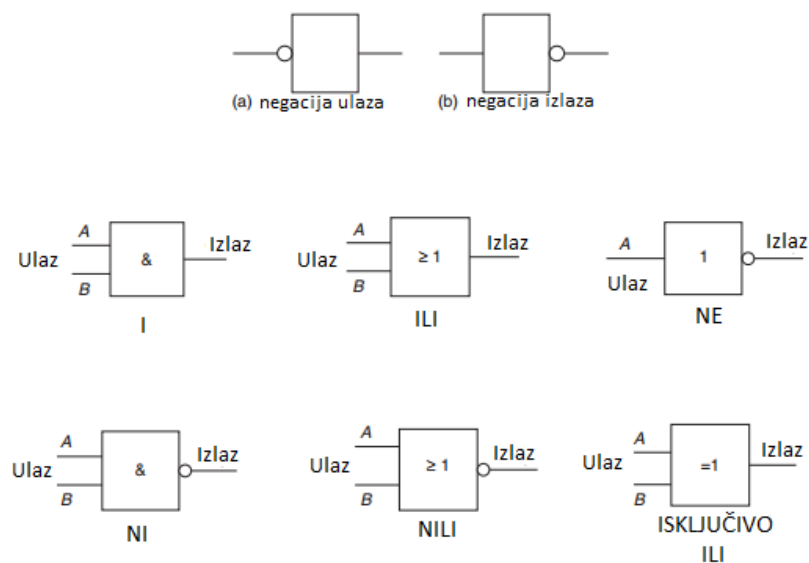 (a) negacija ulaza
(b) negacija izlaza
A
Ulaz
&
Izlaz
B
I
A
Ulaz
≥ 1
Izlaz
B
ILI
A
Ulaz
1
Izlaz
NE
A
Ulaz
&
Izlaz
B
NI
A
Ulaz
≥ 1
Izlaz
B
NILI
A
Ulaz
=1
Izlaz
B
ISKLJUČIVO
ILI